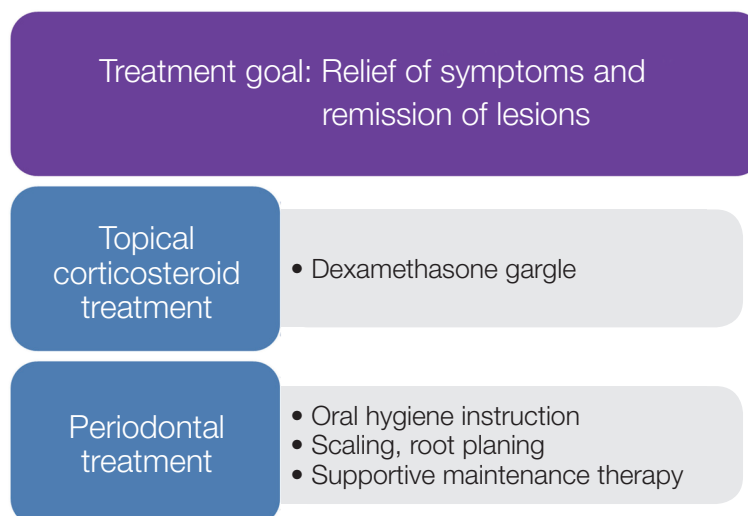 Treatment goal: Relief of symptoms and
remission of lesions
Topical
corticosteroid
treatment
• Dexamethasone gargle
Periodontal
treatment
• Oral hygiene instruction
• Scaling, root planing
• Supportive maintenance therapy